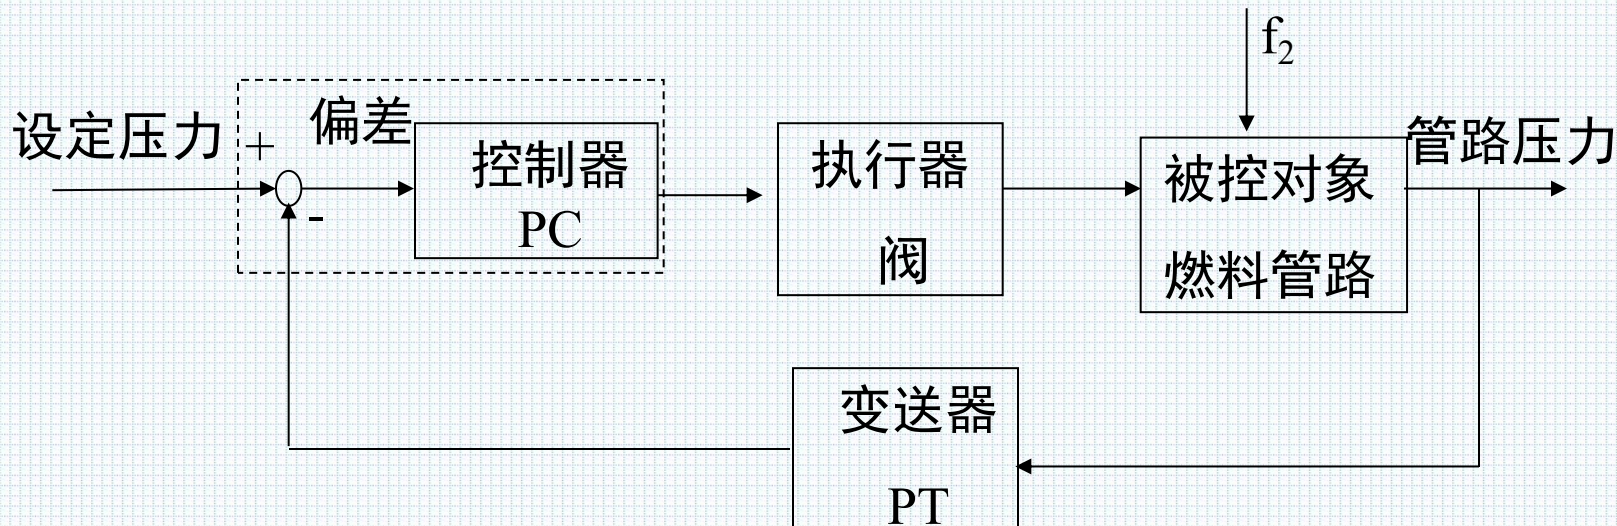 f₂
设定压力
+
偏差
-
控制器
PC
执行器
阀
被控对象
燃料管路
管路压力
变送器
PT